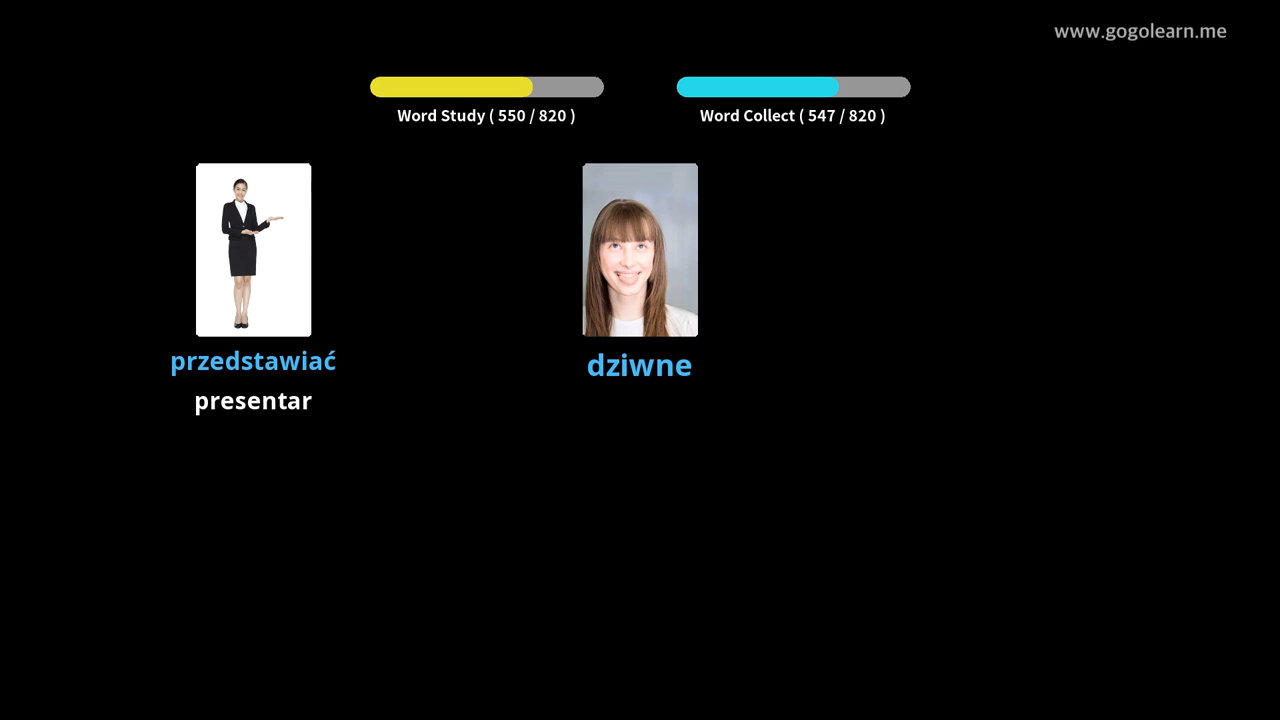 www.gogolearn.me
Word Study ( 550 / 820 )
Word Collect ( 547 / 820 )
przedstawiać
presentar
dziwne